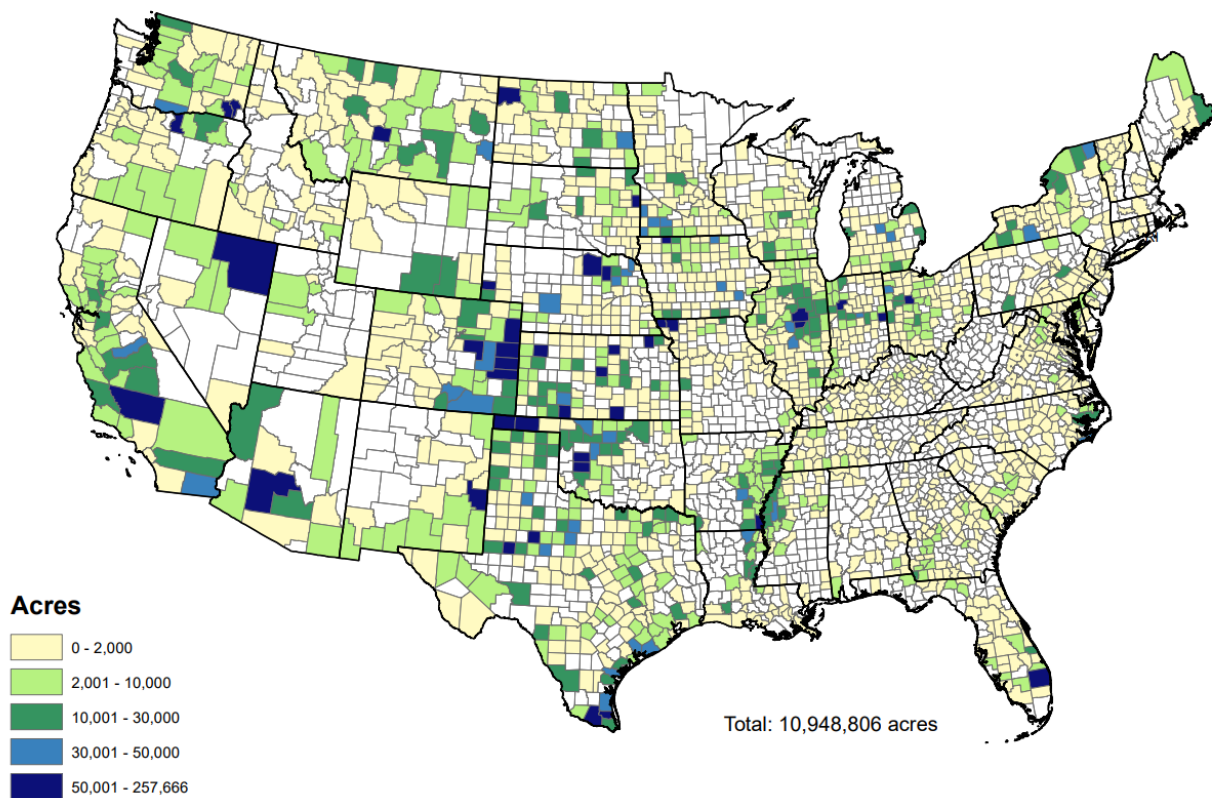 Acres
0 - 2,000
2,001 - 10,000
10,001 - 30,000
30,001 - 50,000
50,001 - 257,666
Total: 10,948,806 acres